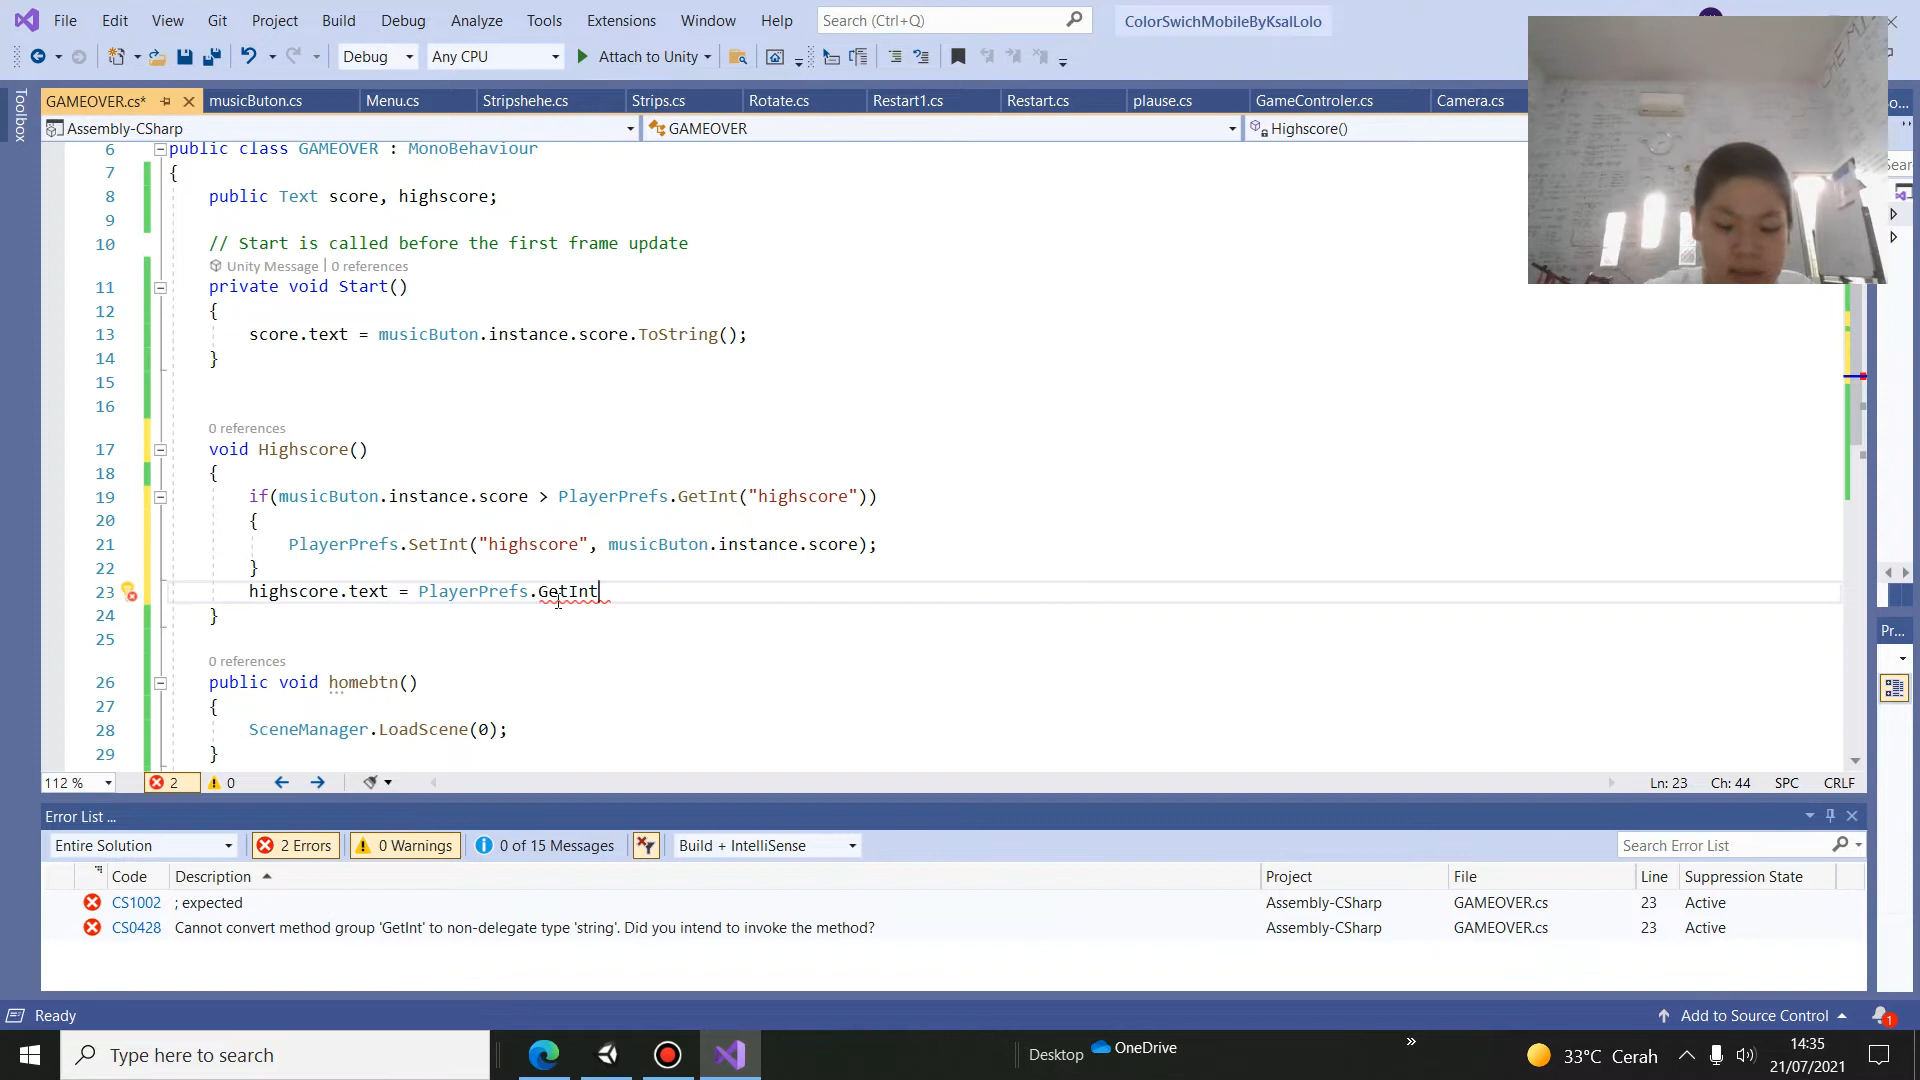 File Edit View Git Project Build Debug Test Analyze Tools Extensions Window Help Search (Ctrl+Q) ColorSwichMobileByKsalLolo
Debug Any CPU Attach to Unity
GAMEOVER.cs* musicButon.cs Menu.cs Stripshehe.cs Strips.cs Rotate.cs Restart1.cs Restart.cs plause.cs GameControler.cs Camera.cs
Toolbox
Assembly-CSharp GAMEOVER Highscore()
6 public class GAMEOVER : MonoBehaviour
7 {
8 public Text score, highscore;
9
10 // Start is called before the first frame update
Unity Message | 0 references
11 private void Start()
12 {
13 score.text = musicButon.instance.score.ToString();
14 }
15
16
0 references
17 void Highscore()
18 {
19 if(musicButon.instance.score > PlayerPrefs.GetInt("highscore"))
20 {
21 PlayerPrefs.SetInt("highscore", musicButon.instance.score);
22 }
23 highscore.text = PlayerPrefs.GetInt
24 }
25
0 references
26 public void homebtn()
27 {
28 SceneManager.LoadScene(0);
29 }
Pr...
112 % 2 0 Ln: 23 Ch: 44 SPC CRLF
Error List ...
Entire Solution 2 Errors 0 Warnings 0 of 15 Messages Build + IntelliSense Search Error List
Code Description Project File Line Suppression State
CS1002 ; expected Assembly-CSharp GAMEOVER.cs 23 Active
CS0428 Cannot convert method group 'GetInt' to non-delegate type 'string'. Did you intend to invoke the method? Assembly-CSharp GAMEOVER.cs 23 Active
Ready Add to Source Control 1
Type here to search Desktop OneDrive » 33°C Cerah 14:35
21/07/2021